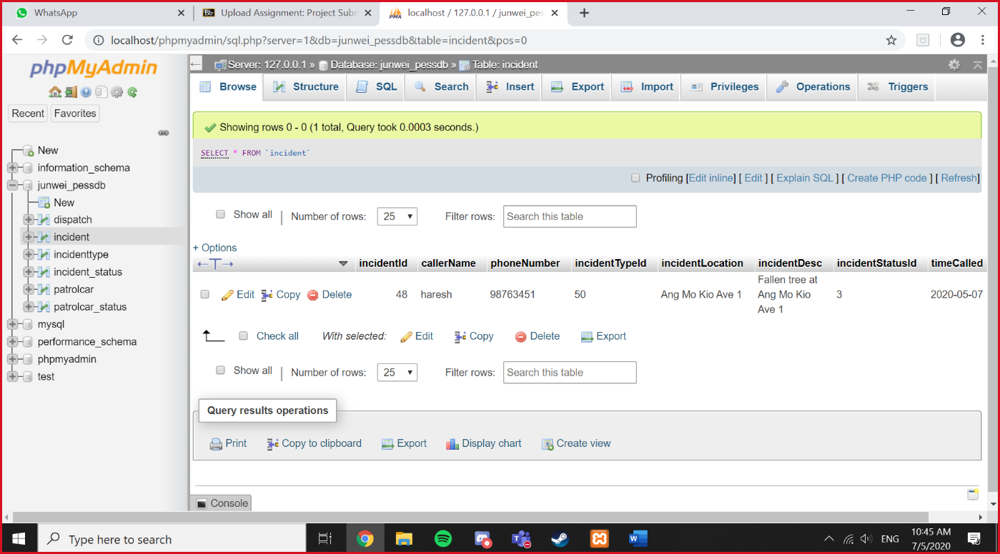 WhatsApp
Bb Upload Assignment: Project Subm
PMA localhost / 127.0.0.1 / junwei_pes
localhost/phpmyadmin/sql.php?server=1&db=junwei_pessdb&table=incident&pos=0
phpMyAdmin
Recent Favorites
New
information_schema
junwei_pessdb
New
dispatch
incident
incidenttype
incident_status
patrolcar
patrolcar_status
mysql
performance_schema
phpmyadmin
test
Server: 127.0.0.1 » Database: junwei_pessdb » Table: incident
Browse Structure SQL Search Insert Export Import Privileges Operations Triggers
Showing rows 0 - 0 (1 total, Query took 0.0003 seconds.)
SELECT * FROM `incident`
Profiling [Edit inline] [ Edit ] [ Explain SQL ] [ Create PHP code ] [ Refresh]
Show all | Number of rows: 25 Filter rows: Search this table
+ Options
←T→ incidentId callerName phoneNumber incidentTypeId incidentLocation incidentDesc incidentStatusId timeCalled
Edit Copy Delete 48 haresh 98763451 50 Ang Mo Kio Ave 1 Fallen tree at Ang Mo Kio Ave 1 3 2020-05-07
Check all With selected: Edit Copy Delete Export
Show all | Number of rows: 25 Filter rows: Search this table
Query results operations
Print Copy to clipboard Export Display chart Create view
Console
Type here to search
ENG
10:45 AM
7/5/2020